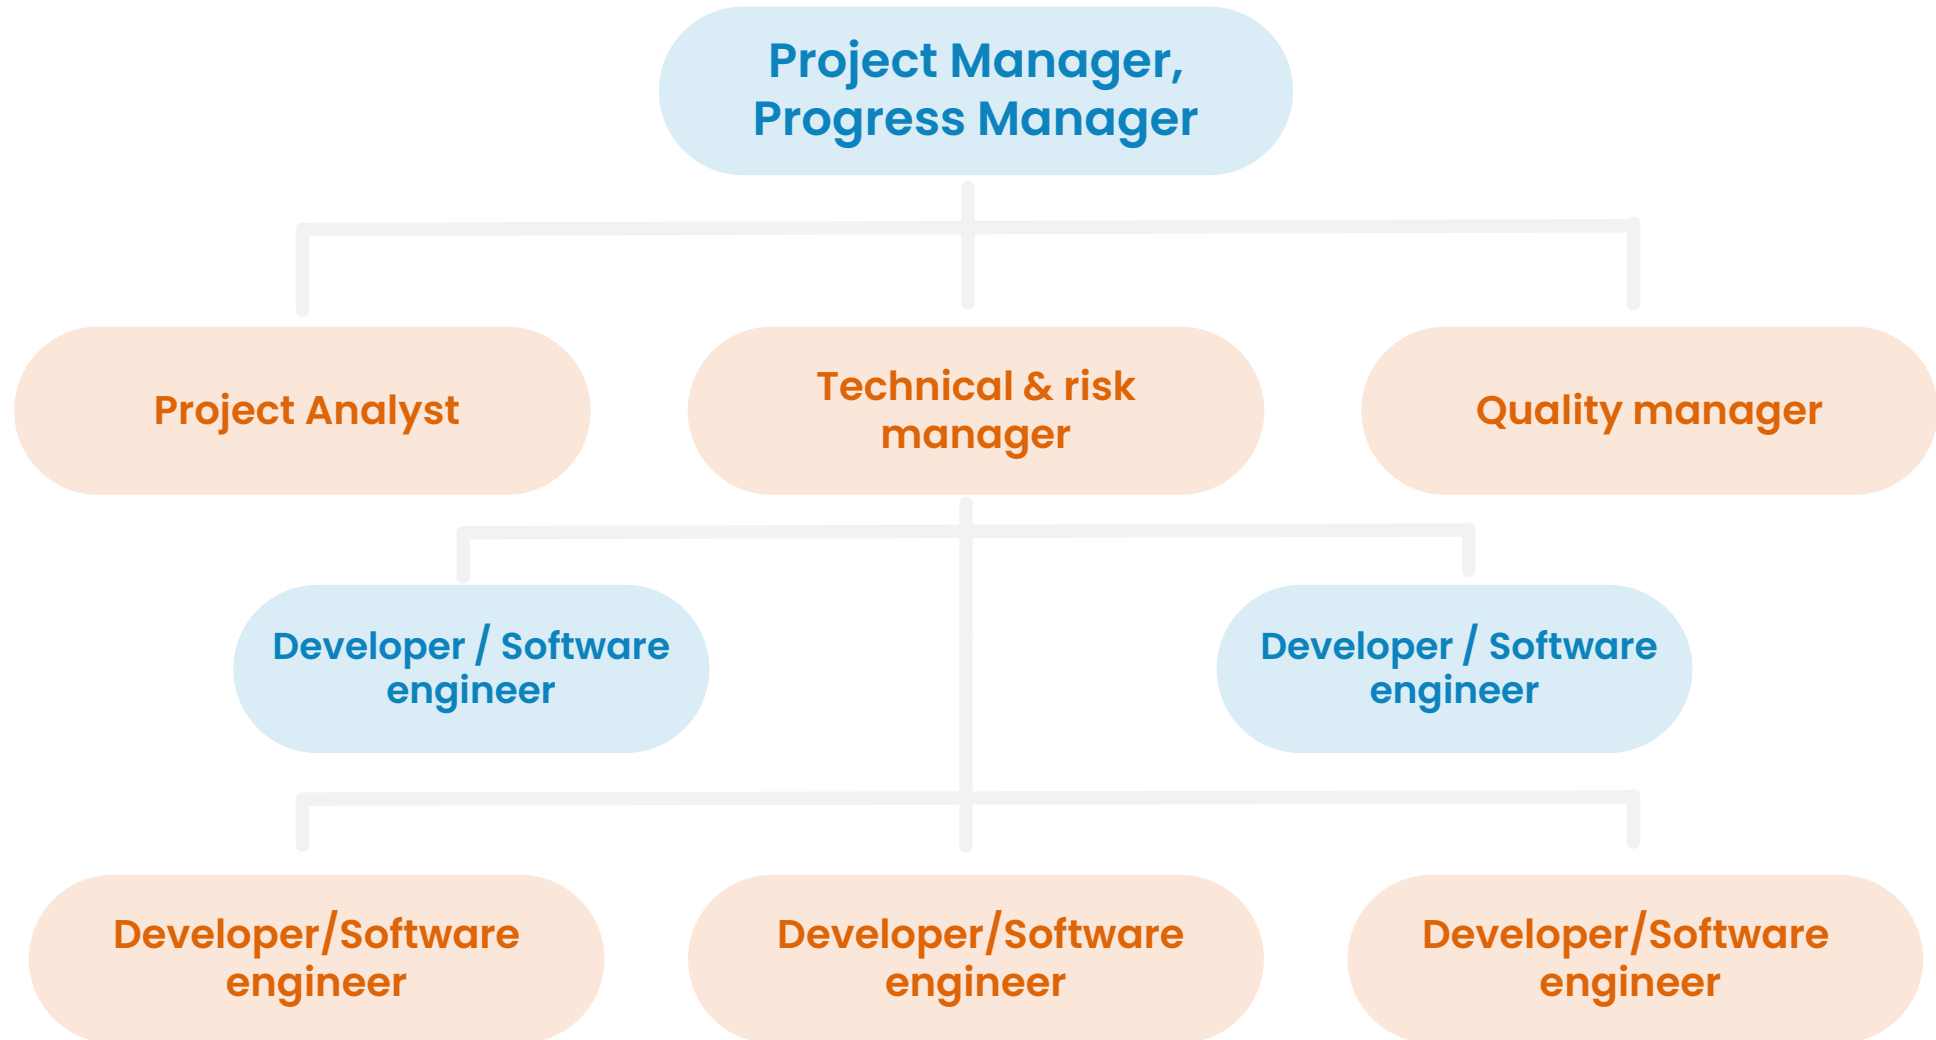 Project Manager,
Progress Manager
Project Analyst
Technical & risk
manager
Quality manager
Developer / Software
engineer
Developer / Software
engineer
Developer/Software
engineer
Developer/Software
engineer
Developer/Software
engineer